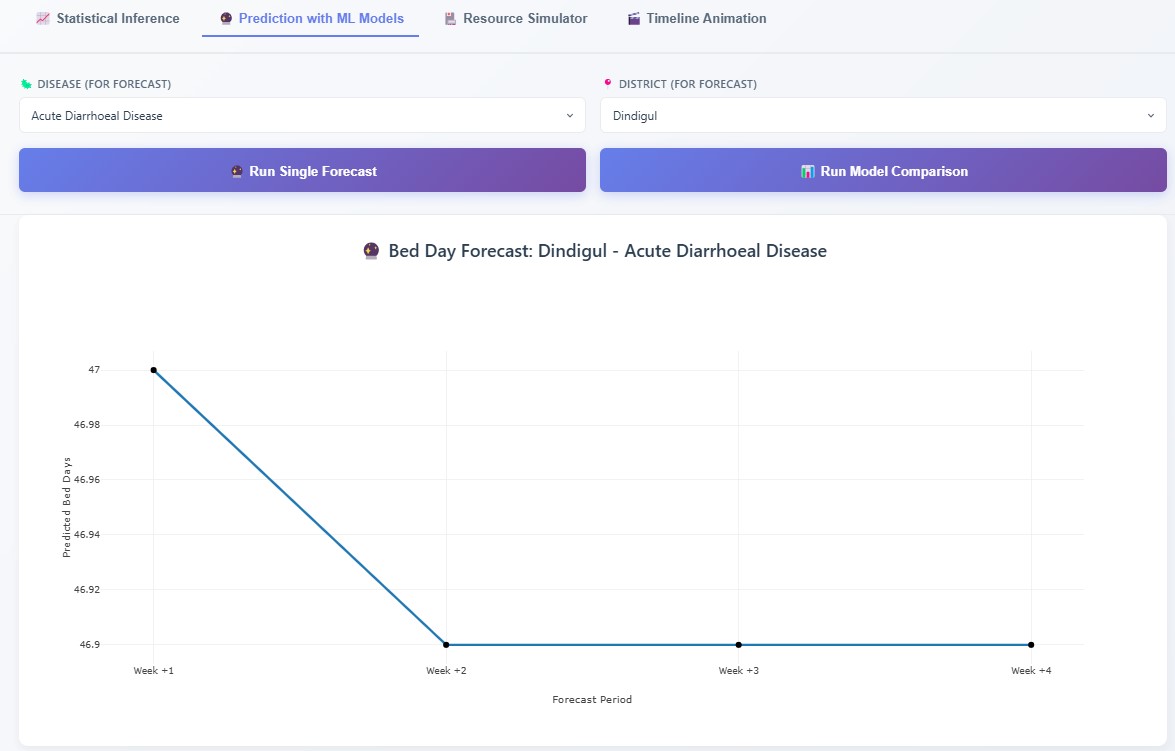 Statistical Inference Prediction with ML Models Resource Simulator Timeline Animation
DISEASE (FOR FORECAST) DISTRICT (FOR FORECAST)
Acute Diarrhoeal Disease Dindigul
Run Single Forecast Run Model Comparison
Bed Day Forecast: Dindigul - Acute Diarrhoeal Disease
Predicted Bed Days
47
46.98
46.96
46.94
46.92
46.9
Week +1 Week +2 Week +3 Week +4
Forecast Period